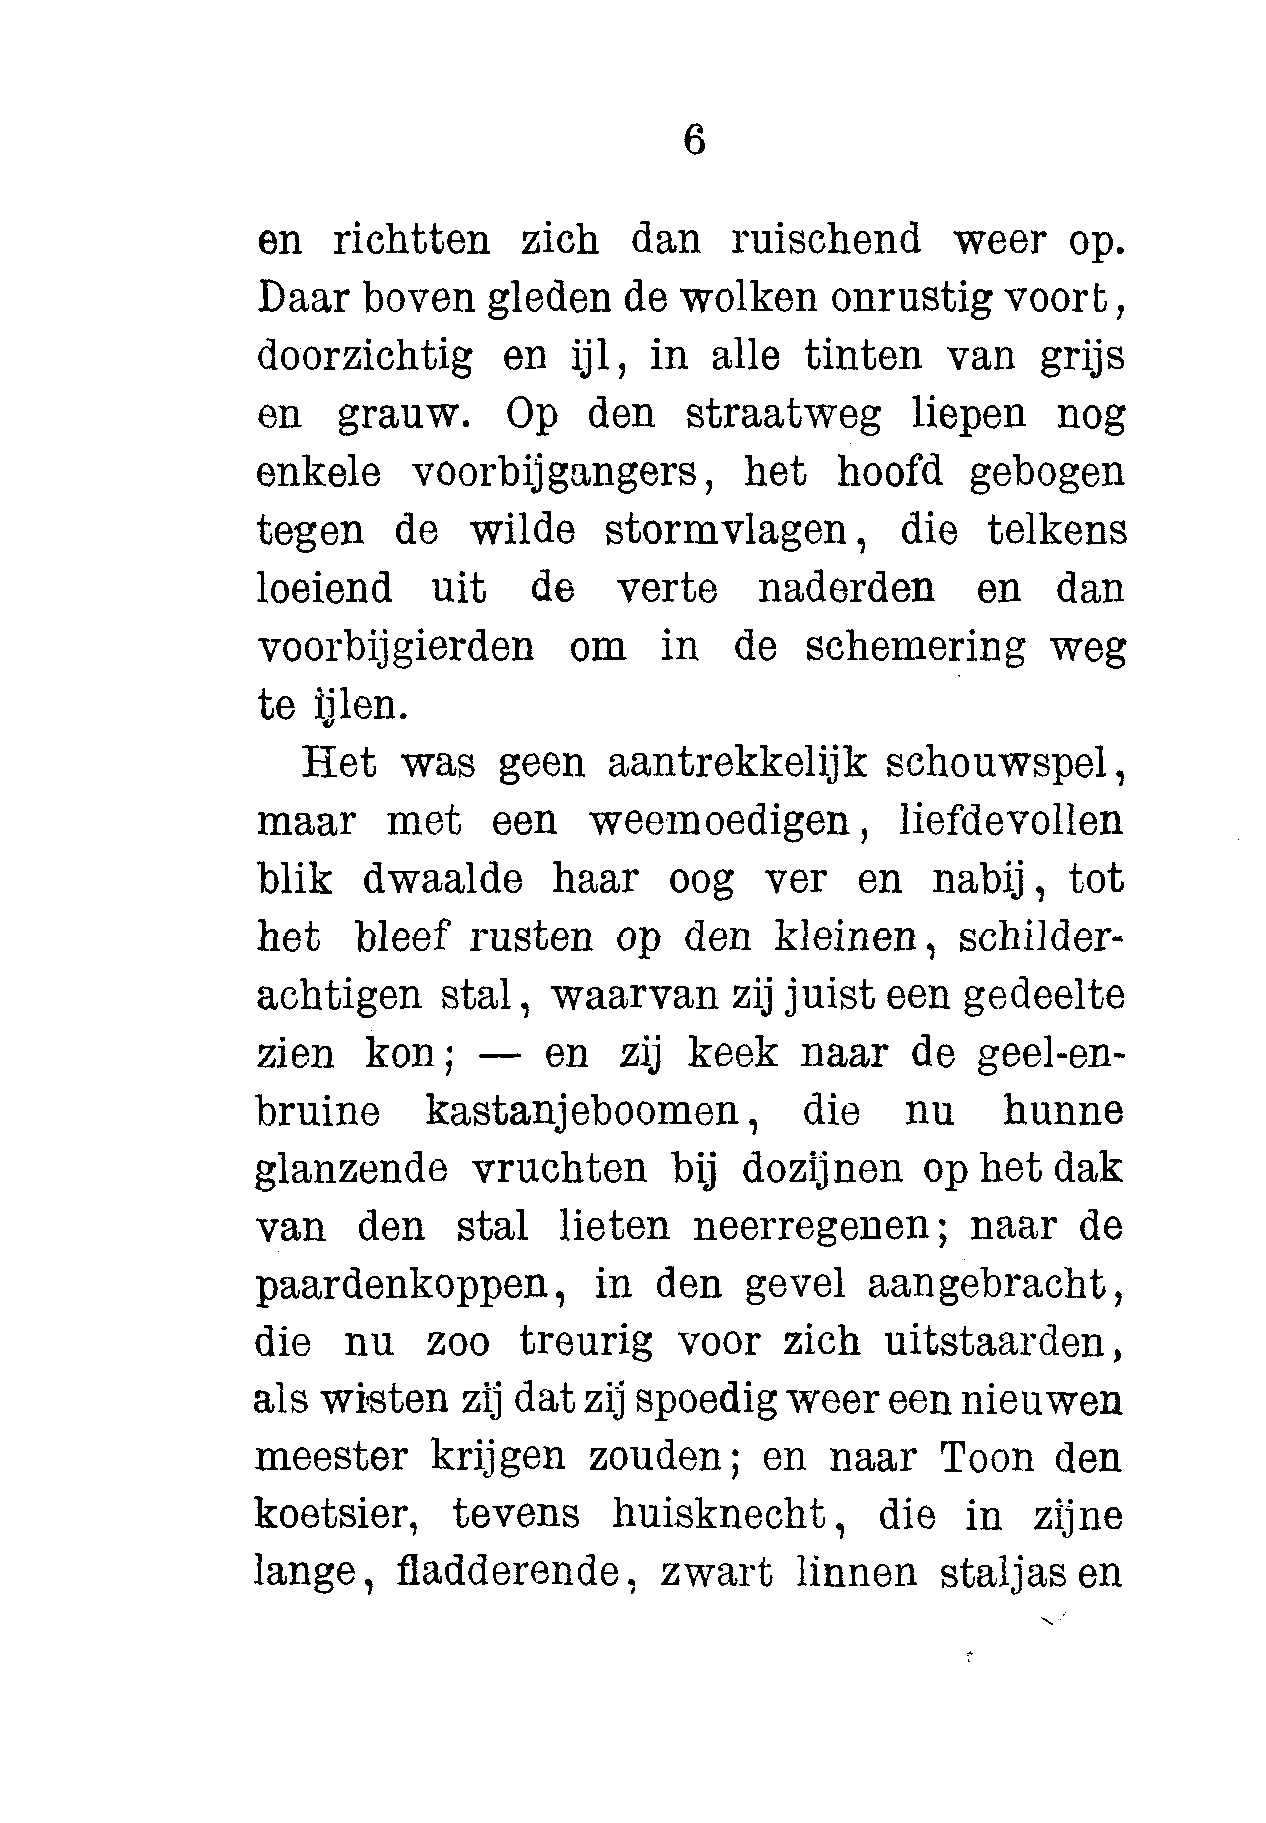 6
en richtten zich dan ruischend weer op.
Daar boven gleden de wolken onrustig voort,
doorzichtig en ijl, in alle tinten van grijs
en grauw. Op den straatweg liepen nog
enkele voorbijgangers, het hoofd gebogen
tegen de wilde stormvlagen, die telkens
loeiend uit de verte naderden en dan
voorbijgierden om in de schemering weg
te ijlen.
Het was geen aantrekkelijk schouwspel,
maar met een weemoedigen, liefdevollen
blik dwaalde haar oog ver en nabij, tot
het bleef rusten op den kleinen, schilder-
achtigen stal, waarvan zij juist een gedeelte
zien kon; — en zij keek naar de geel-en-
bruine kastanjeboomen, die nu hunne
glanzende vruchten bij dozijnen op het dak
van den stal lieten neerregenen; naar de
paardenkoppen, in den gevel aangebracht,
die nu zoo treurig voor zich uitstaarden,
als wisten zij dat zij spoedig weer een nieuwen
meester krijgen zouden; en naar Toon den
koetsier, tevens huisknecht, die in zijne
lange, fladderende, zwart linnen staljas en